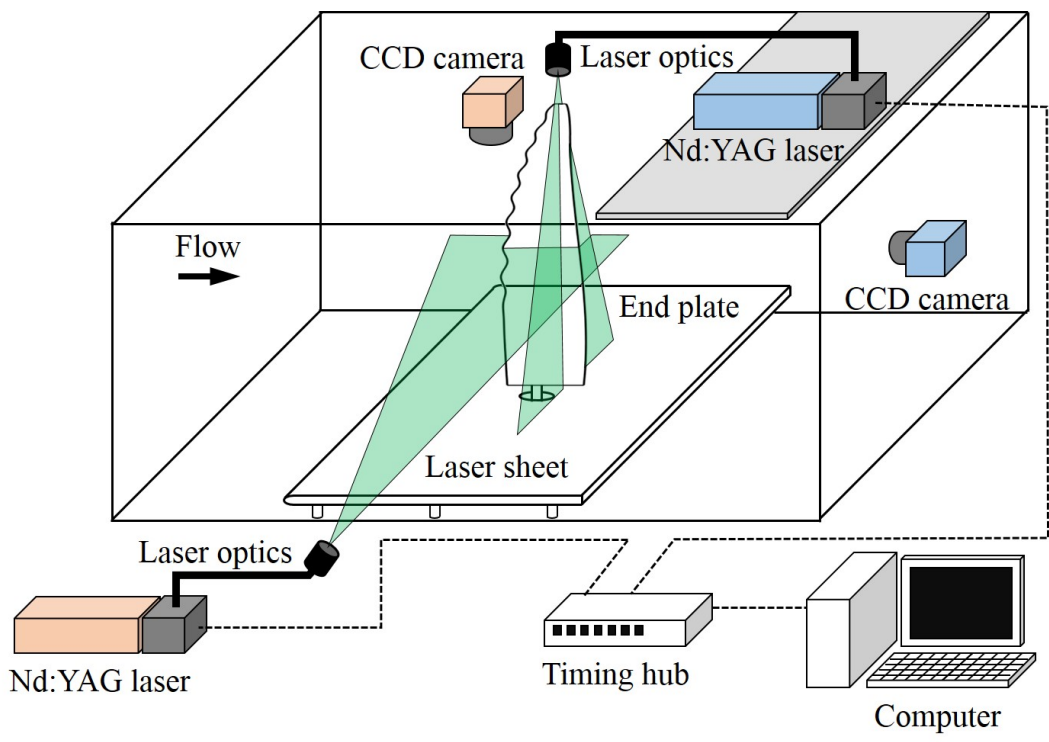 CCD camera
Laser optics
Nd:YAG laser
Flow
CCD camera
End plate
Laser sheet
Laser optics
Nd:YAG laser
Timing hub
Computer